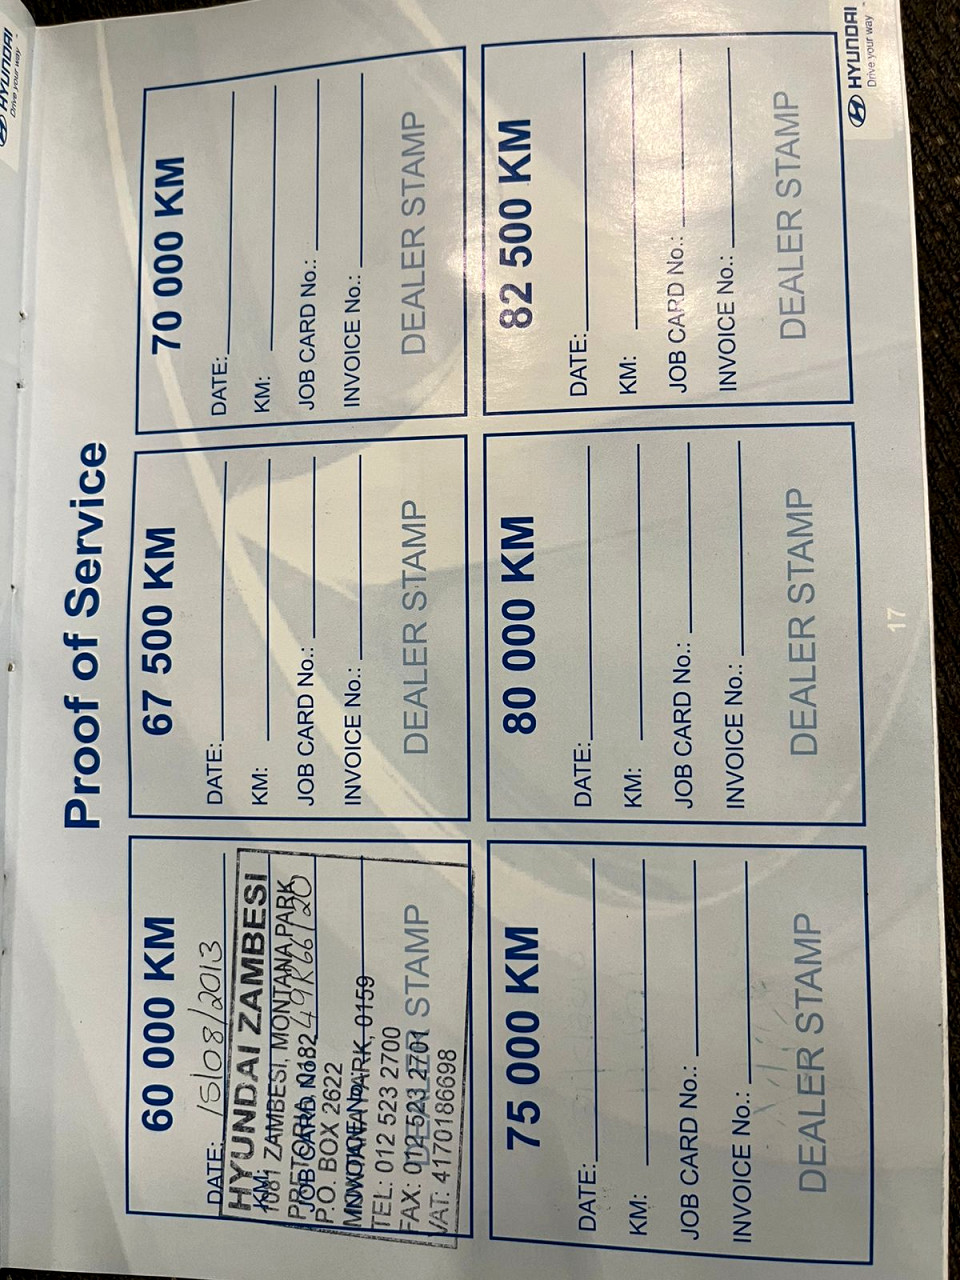 HYUNDAI
Drive your way
Proof of Service
60 000 KM
DATE: 15/08/2013
KM:
JOB CARD No.: 49R66120
INVOICE No.:
DEALER STAMP
HYUNDAI ZAMBESI
1081 ZAMBESI, MONTANA PARK
PRETORIA, 0182
P.O. BOX 2622
MONTANA PARK, 0159
TEL: 012 523 2700
FAX: 012 523 2701
VAT: 4170186698
67 500 KM
DATE:
KM:
JOB CARD No.:
INVOICE No.:
DEALER STAMP
70 000 KM
DATE:
KM:
JOB CARD No.:
INVOICE No.:
DEALER STAMP
75 000 KM
DATE:
KM:
JOB CARD No.:
INVOICE No.:
DEALER STAMP
80 000 KM
DATE:
KM:
JOB CARD No.:
INVOICE No.:
DEALER STAMP
82 500 KM
DATE:
KM:
JOB CARD No.:
INVOICE No.:
DEALER STAMP
17
HYUNDAI
Drive your way